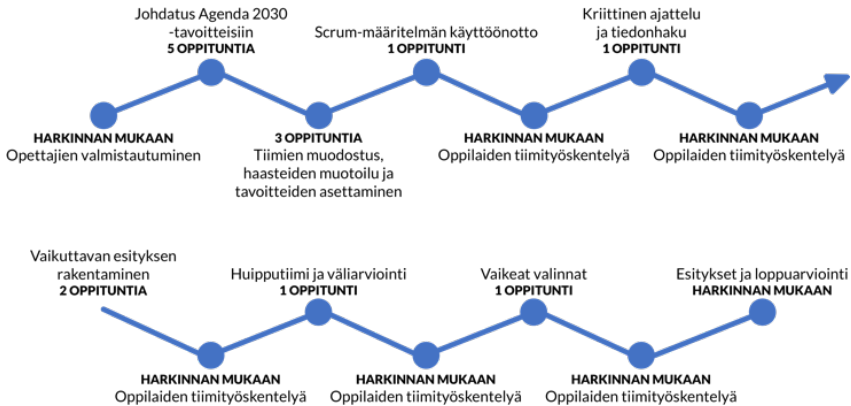 Johdatus Agenda 2030
-tavoitteisiin
5 OPPITUNTIA
Scrum-määritelmän käyttöönotto
1 OPPITUNTI
Kriittinen ajattelu
ja tiedonhaku
1 OPPITUNTI
HARKINNAN MUKAAN
Opettajien valmistautuminen
3 OPPITUNTIA
Tiimien muodostus,
haasteiden muotoilu ja
tavoitteiden asettaminen
HARKINNAN MUKAAN
Oppilaiden tiimityöskentelyä
HARKINNAN MUKAAN
Oppilaiden tiimityöskentelyä
Vaikuttavan esityksen
rakentaminen
2 OPPITUNTIA
Huipputiimi ja väliarviointi
1 OPPITUNTI
Vaikeat valinnat
1 OPPITUNTI
Esitykset ja loppuarviointi
HARKINNAN MUKAAN
HARKINNAN MUKAAN
Oppilaiden tiimityöskentelyä
HARKINNAN MUKAAN
Oppilaiden tiimityöskentelyä
HARKINNAN MUKAAN
Oppilaiden tiimityöskentelyä